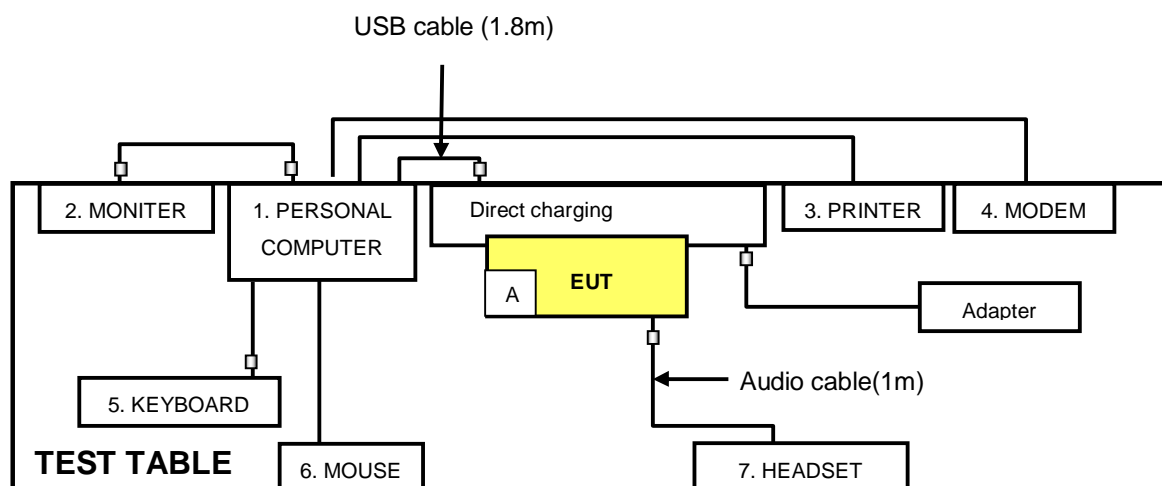 USB cable (1.8m)
2. MONITER
1. PERSONAL
COMPUTER
Direct charging
3. PRINTER
4. MODEM
A
EUT
Adapter
Audio cable(1m)
5. KEYBOARD
TEST TABLE
6. MOUSE
7. HEADSET